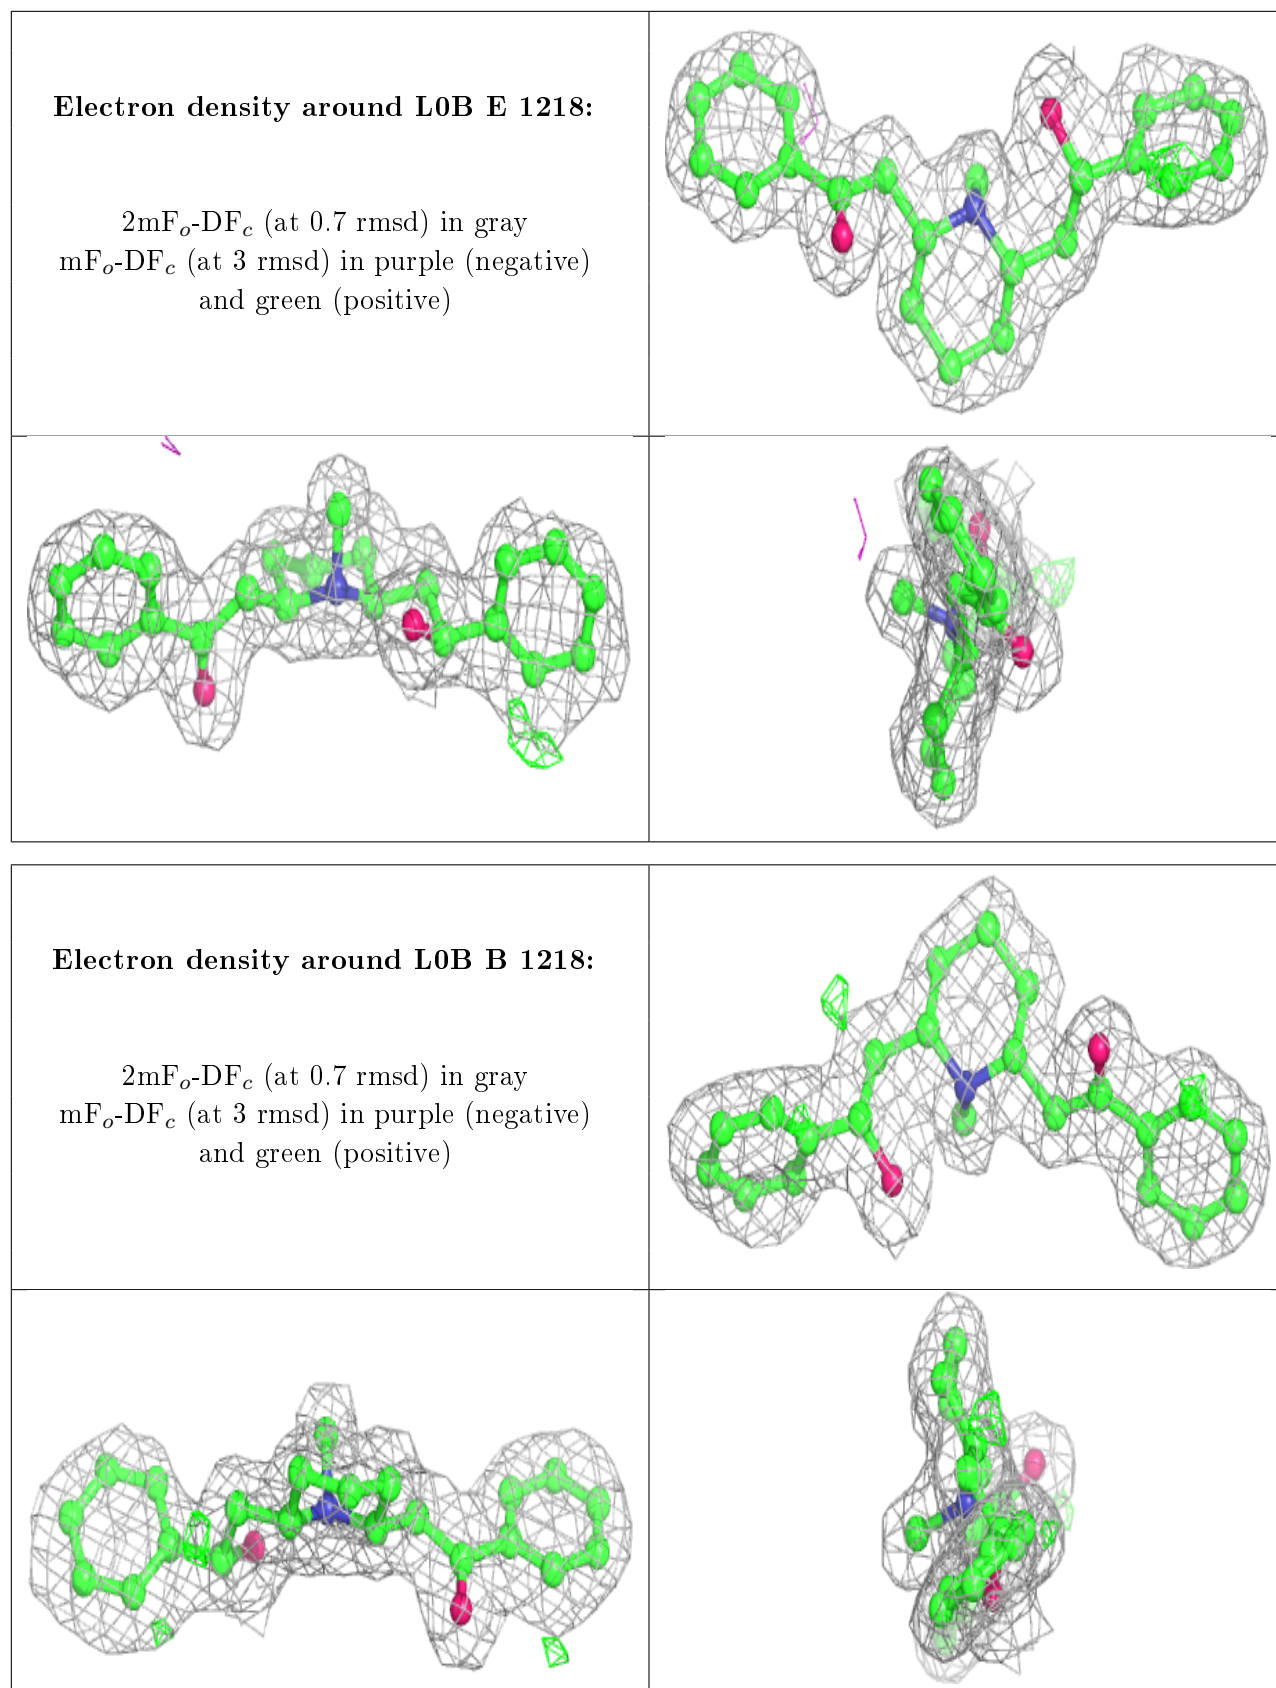 Electron density around L0B E 1218:
2mFo-DFc (at 0.7 rmsd) in gray
mFo-DFc (at 3 rmsd) in purple (negative)
and green (positive)
Electron density around L0B B 1218:
2mFo-DFc (at 0.7 rmsd) in gray
mFo-DFc (at 3 rmsd) in purple (negative)
and green (positive)